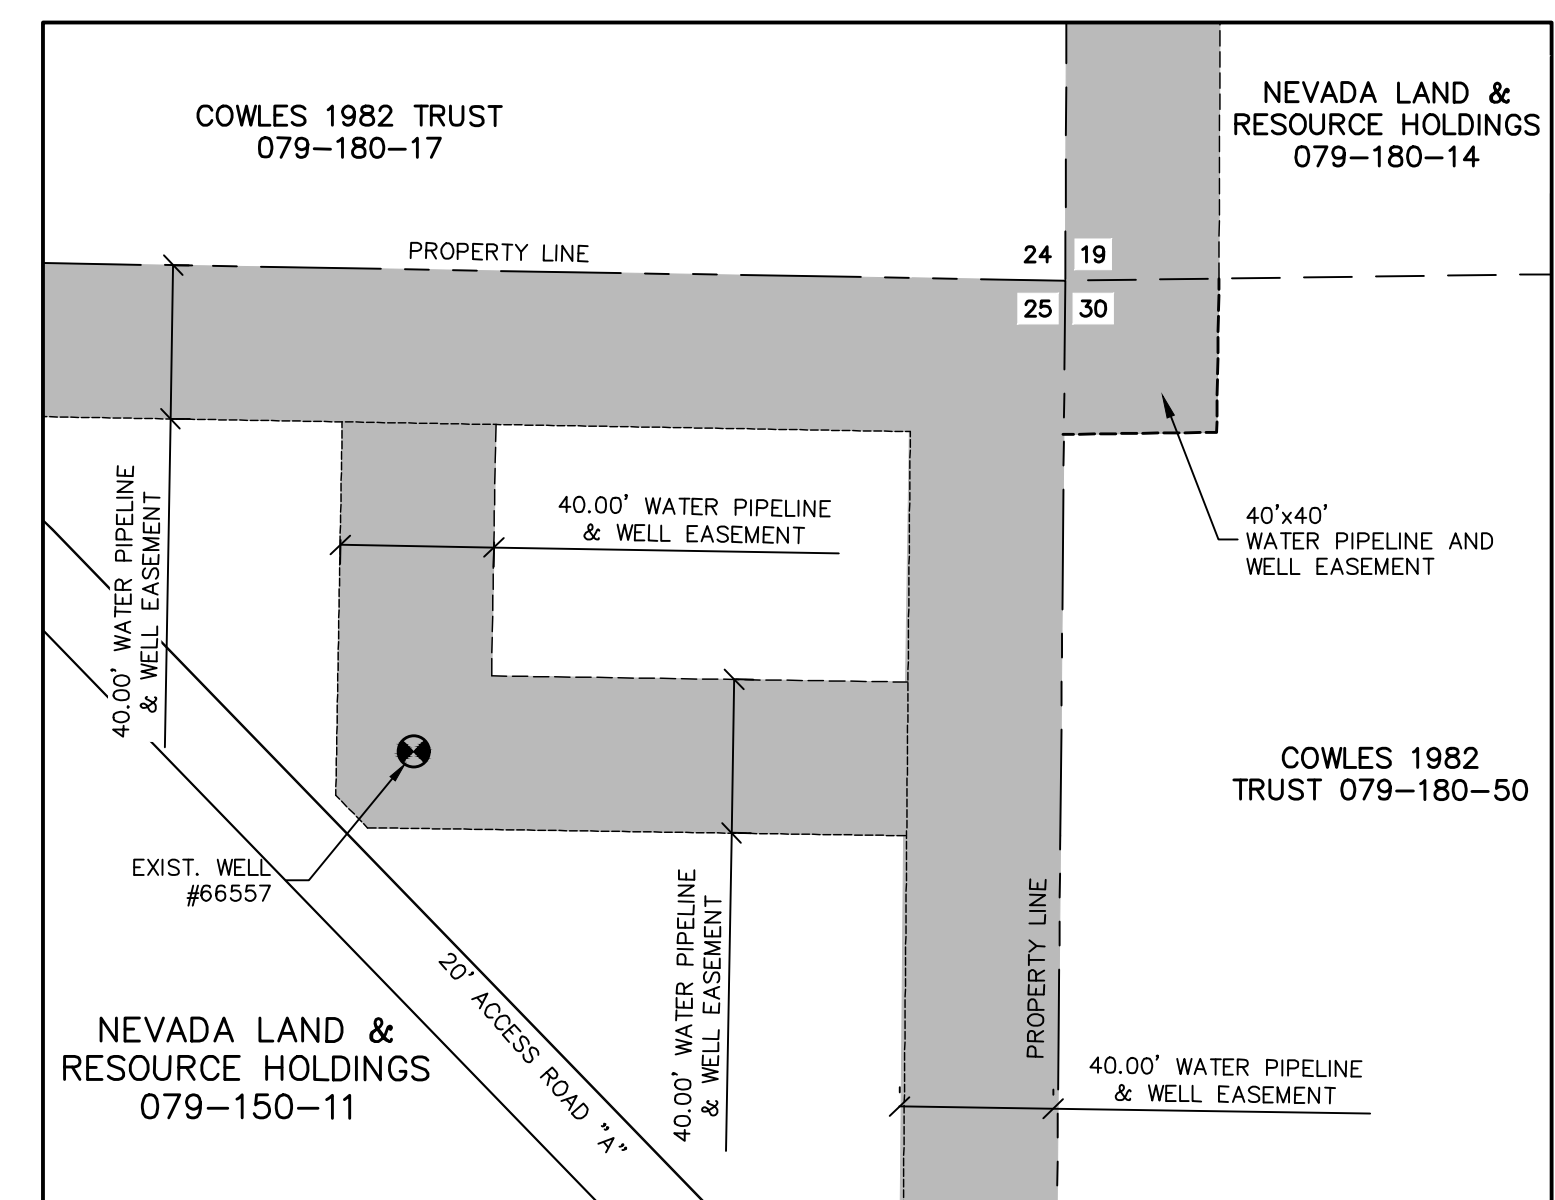 COWLES 1982 TRUST
079-180-17
NEVADA LAND &
RESOURCE HOLDINGS
079-180-14
PROPERTY LINE
24
19
25
30
40.00' WATER PIPELINE
& WELL EASEMENT
40.00' WATER PIPELINE
& WELL EASEMENT
40'x40'
WATER PIPELINE AND
WELL EASEMENT
COWLES 1982
TRUST 079-180-50
EXIST. WELL
#66557
40.00' WATER PIPELINE
& WELL EASEMENT
PROPERTY LINE
20' ACCESS ROAD "A"
NEVADA LAND &
RESOURCE HOLDINGS
079-150-11
40.00' WATER PIPELINE
& WELL EASEMENT